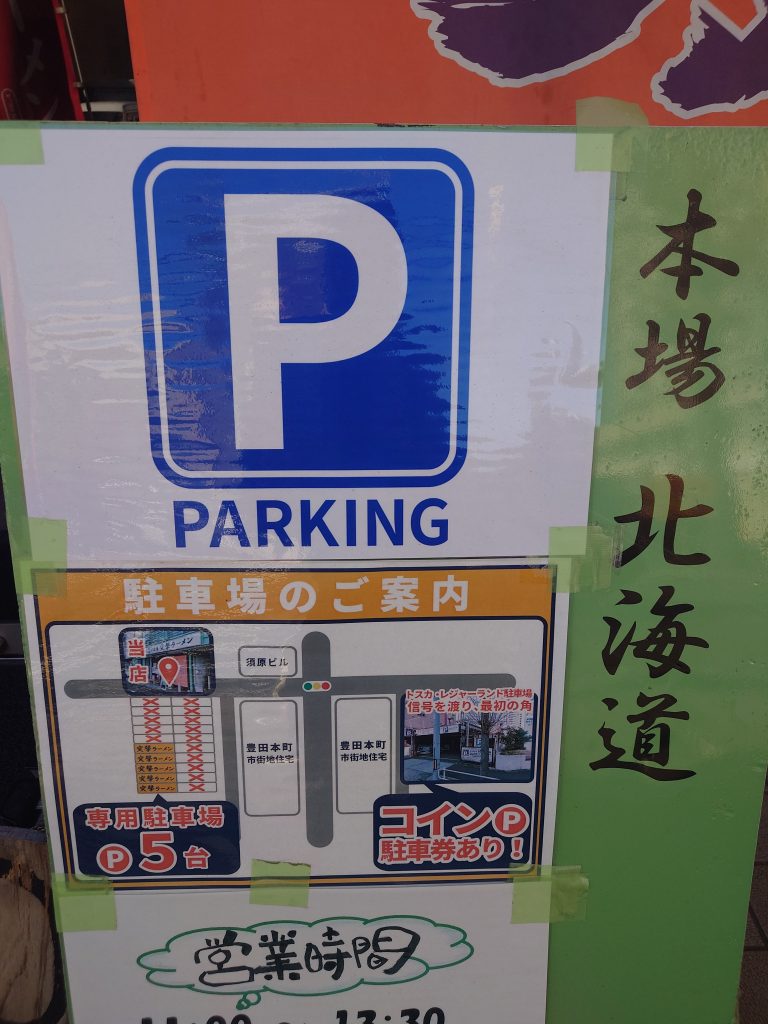 P
PARKING
本場 北海道
駐車場のご案内
当店
須原ビル
トスカ・レジャーランド駐車場
信号を渡り、最初の角
豊田本町
市街地住宅
豊田本町
市街地住宅
専用駐車場
P5台
コインP
駐車券あり!
営業時間